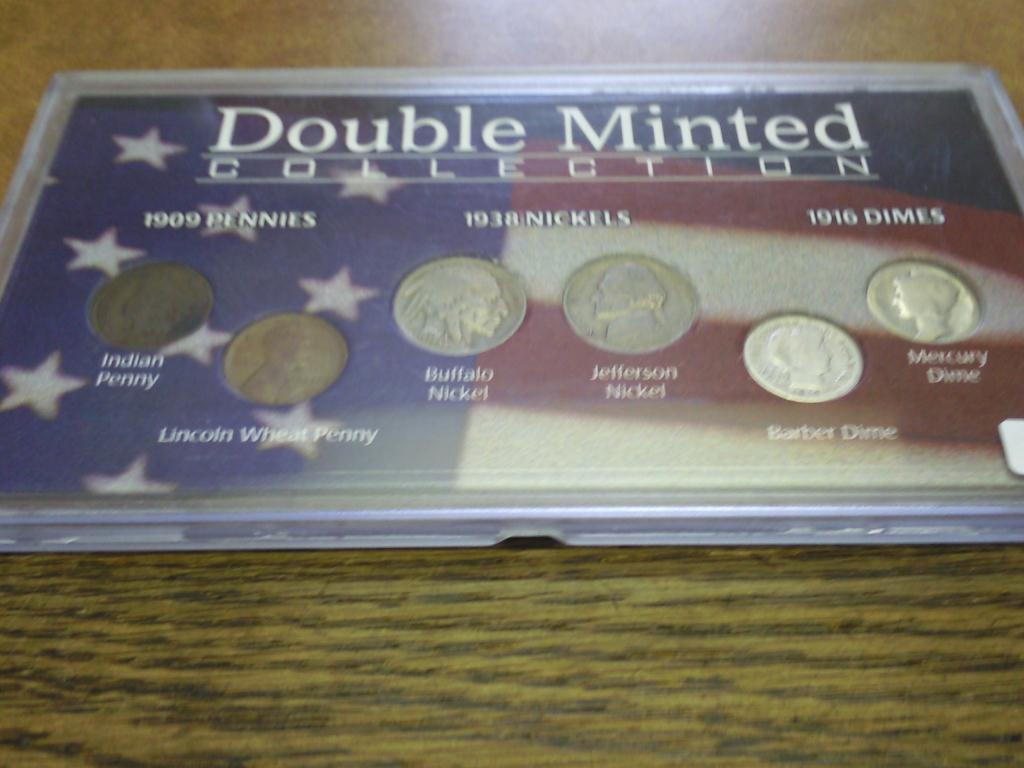 Double Minted
COLLECTION
1909 PENNIES
1938 NICKELS
1916 DIMES
Indian
Penny
Lincoln Wheat Penny
Buffalo
Nickel
Jefferson
Nickel
Barber Dime
Mercury
Dime